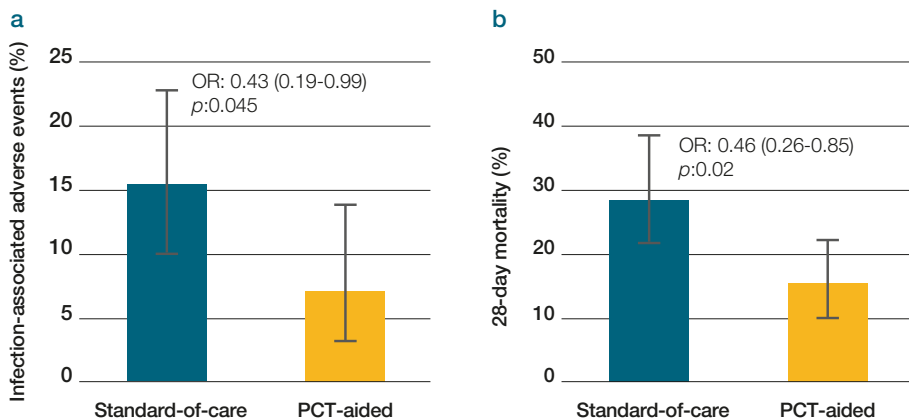 a
Infection-associated adverse events (%)
25
20
15
10
5
0
OR: 0.43 (0.19-0.99)
p:0.045
Standard-of-care
PCT-aided
b
28-day mortality (%)
50
40
30
20
10
0
OR: 0.46 (0.26-0.85)
p:0.02
Standard-of-care
PCT-aided